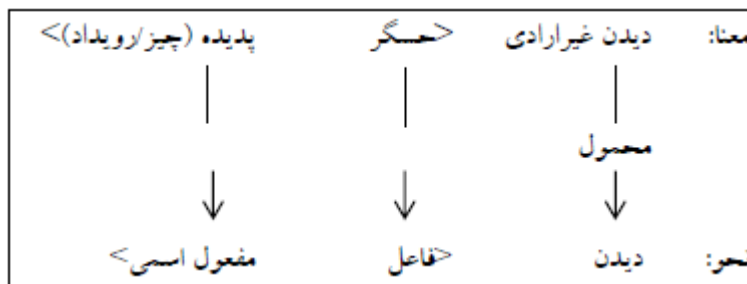 معنا: دیدن غیرارادی <حسگر پدیده (چیز/رویداد)>
محمول
نحو: دیدن <فاعل مفعول اسمی>